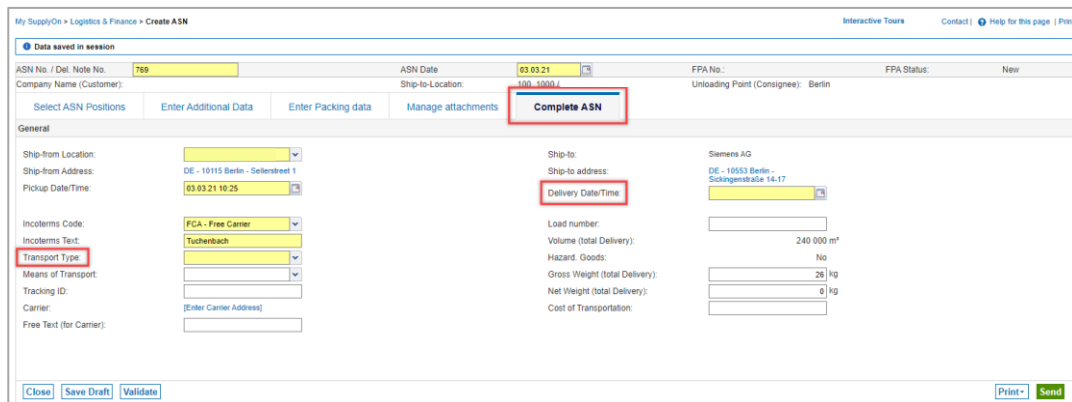 My SupplyOn > Logistics & Finance > Create ASN Interactive Tours Contact | Help for this page | Prin
Data saved in session
ASN No. / Del. Note No. 769 ASN Date 03.03.21 FPA No.: FPA Status: New
Company Name (Customer): Ship-to-Location: 100 1000 / Unloading Point (Consignee): Berlin
Select ASN Positions Enter Additional Data Enter Packing data Manage attachments Complete ASN
General
Ship-from Location: Ship-to: Siemens AG
Ship-from Address: DE - 10115 Berlin - Sellerstreet 1 Ship-to address: DE - 10553 Berlin -
Sickingenstraße 14-17
Pickup Date/Time: 03.03.21 10:25 Delivery Date/Time:
Incoterms Code: FCA - Free Carrier Load number:
Incoterms Text: Tuchenbach Volume (total Delivery): 240 000 m³
Transport Type: Hazard. Goods: No
Means of Transport: Gross Weight (total Delivery): 26 kg
Tracking ID: Net Weight (total Delivery): 0 kg
Carrier: [Enter Carrier Address] Cost of Transportation:
Free Text (for Carrier):
Close Save Draft Validate Print Send